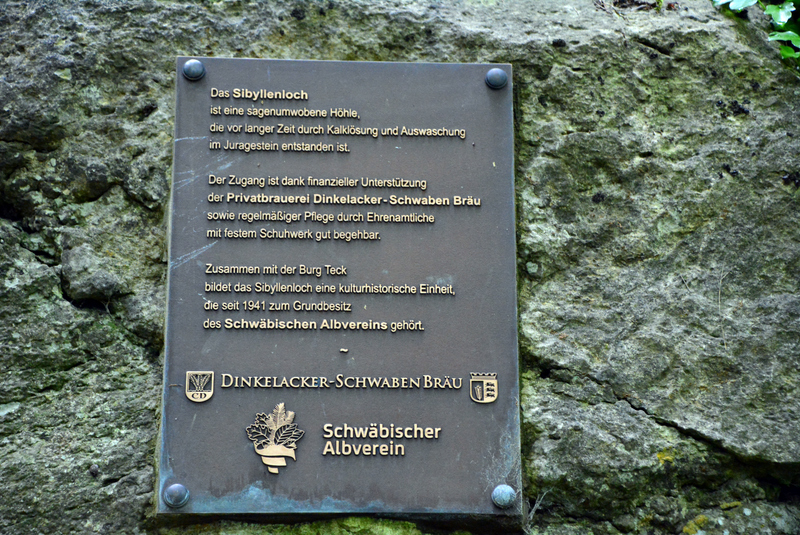 Das Sibyllenloch
ist eine sagenumwobene Höhle,
die vor langer Zeit durch Kalklösung und Auswaschung
im Juragestein entstanden ist.
Der Zugang ist dank finanzieller Unterstützung
der Privatbrauerei Dinkelacker-Schwaben Bräu
sowie regelmäßiger Pflege durch Ehrenamtliche
mit festem Schuhwerk gut begehbar.
Zusammen mit der Burg Teck
bildet das Sibyllenloch eine kulturhistorische Einheit,
die seit 1941 zum Grundbesitz
des Schwäbischen Albvereins gehört.
~
CD DINKELACKER-SCHWABEN BRÄU
Schwäbischer
Albverein